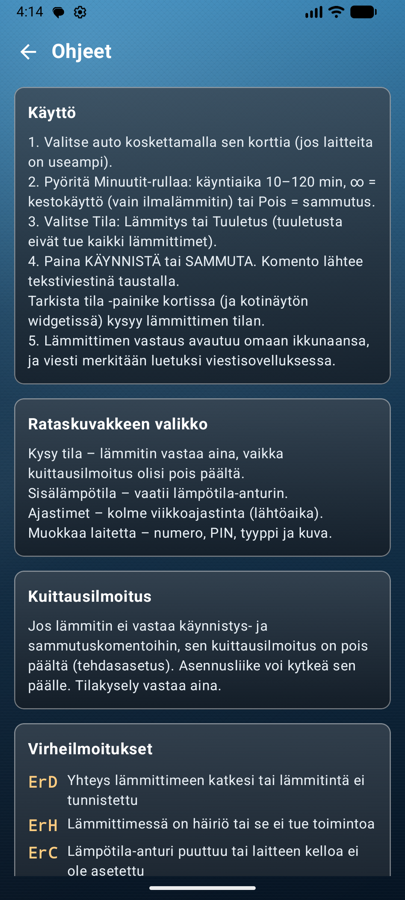 4:14
Ohjeet
Käyttö
1. Valitse auto koskettamalla sen korttia (jos laitteita
on useampi).
2. Pyöritä Minuutit-rullaa: käyntiaika 10–120 min, ∞ =
kestokäyttö (vain ilmalämmitin) tai Pois = sammutus.
3. Valitse Tila: Lämmitys tai Tuuletus (tuuletusta
eivät tue kaikki lämmittimet).
4. Paina KÄYNNISTÄ tai SAMMUTA. Komento lähtee
tekstiviestinä taustalla.
Tarkista tila -painike kortissa (ja kotinäytön
widgetissä) kysyy lämmittimen tilan.
5. Lämmittimen vastaus avautuu omaan ikkunaansa,
ja viesti merkitään luetuksi viestisovelluksessa.
Rataskuvakkeen valikko
Kysy tila – lämmitin vastaa aina, vaikka
kuittausilmoitus olisi pois päältä.
Sisälämpötila – vaatii lämpötila-anturin.
Ajastimet – kolme viikkoajastinta (lähtöaika).
Muokkaa laitetta – numero, PIN, tyyppi ja kuva.
Kuittausilmoitus
Jos lämmitin ei vastaa käynnistys- ja
sammutuskomentoihin, sen kuittausilmoitus on pois
päältä (tehdasasetus). Asennusliike voi kytkeä sen
päälle. Tilakysely vastaa aina.
Virheilmoitukset
ErD Yhteys lämmittimeen katkesi tai lämmitintä ei
tunnistettu
ErH Lämmittimessä on häiriö tai se ei tue toimintoa
ErC Lämpötila-anturi puuttuu tai laitteen kelloa ei
ole asetettu